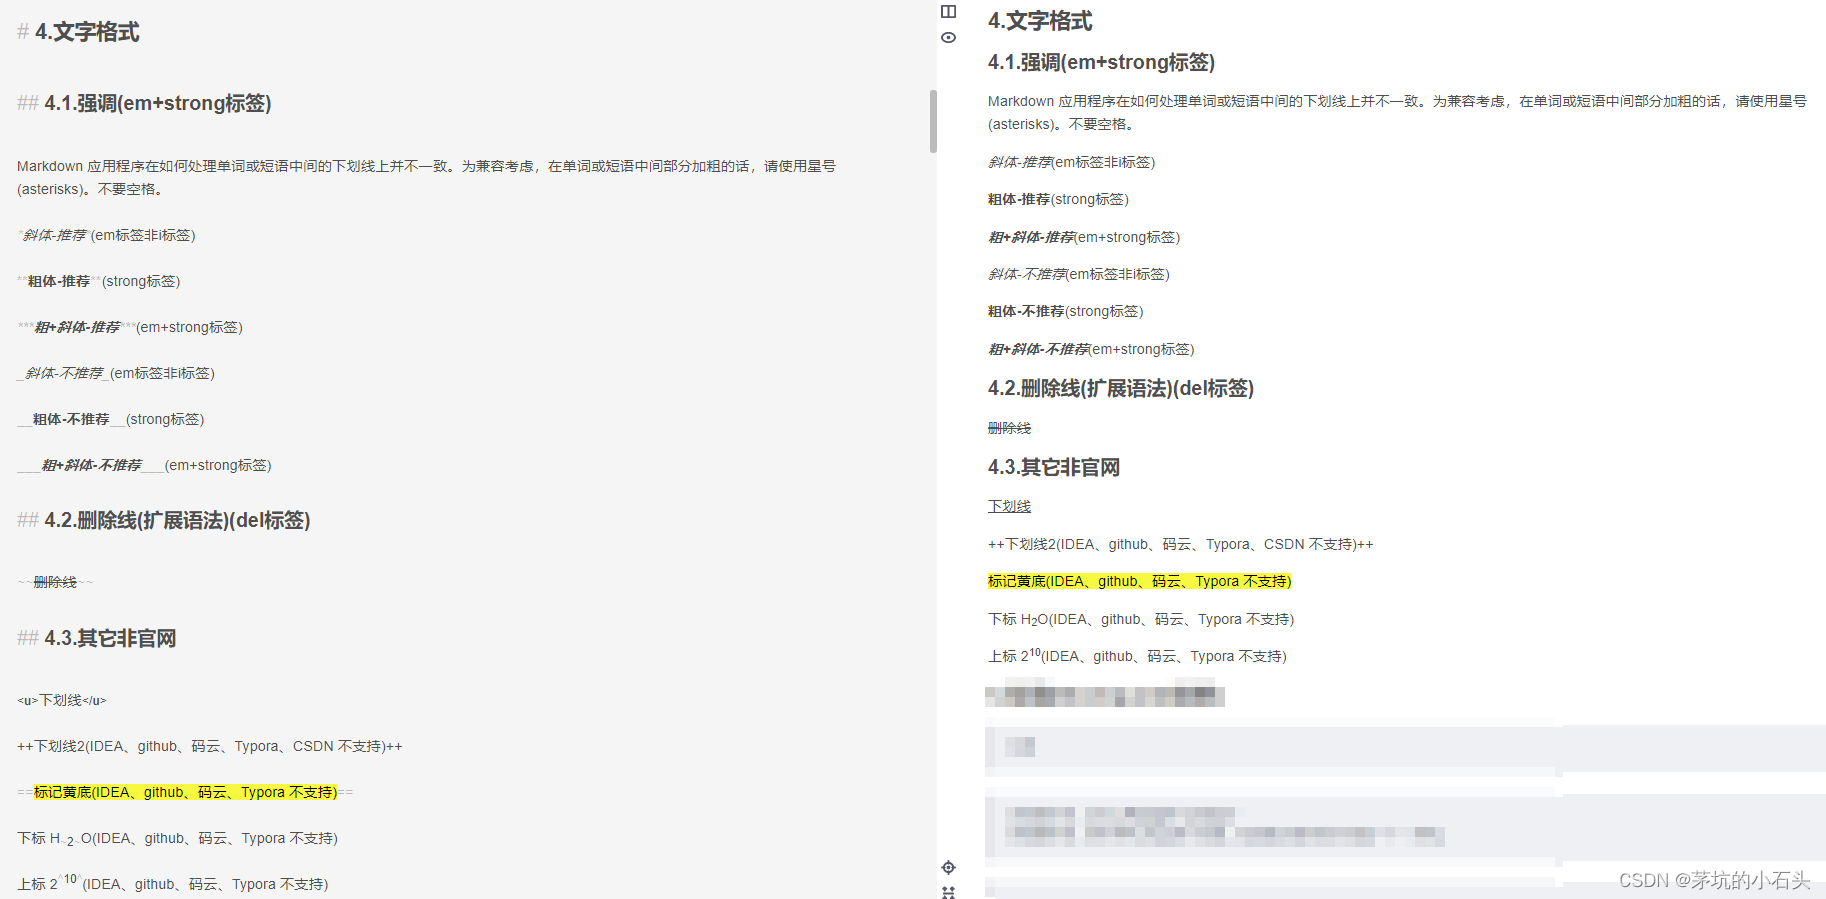 # 4.文字格式
## 4.1.强调(em+strong标签)
Markdown 应用程序在如何处理单词或短语中间的下划线上并不一致。为兼容考虑，在单词或短语中间部分加粗的话，请使用星号
(asterisks)。不要空格。
*斜体-推荐*(em标签非i标签)
**粗体-推荐**(strong标签)
***粗+斜体-推荐***(em+strong标签)
_斜体-不推荐_(em标签非i标签)
__粗体-不推荐__(strong标签)
___粗+斜体-不推荐___(em+strong标签)
## 4.2.删除线(扩展语法)(del标签)
~~删除线~~
## 4.3.其它非官网
<u>下划线</u>
++下划线2(IDEA、github、码云、Typora、CSDN 不支持)++
==标记黄底(IDEA、github、码云、Typora 不支持)==
下标 H~2~O(IDEA、github、码云、Typora 不支持)
上标 2^10^(IDEA、github、码云、Typora 不支持)
4.文字格式
4.1.强调(em+strong标签)
Markdown 应用程序在如何处理单词或短语中间的下划线上并不一致。为兼容考虑，在单词或短语中间部分加粗的话，请使用星号
(asterisks)。不要空格。
斜体-推荐(em标签非i标签)
粗体-推荐(strong标签)
粗+斜体-推荐(em+strong标签)
斜体-不推荐(em标签非i标签)
粗体-不推荐(strong标签)
粗+斜体-不推荐(em+strong标签)
4.2.删除线(扩展语法)(del标签)
删除线
4.3.其它非官网
下划线
++下划线2(IDEA、github、码云、Typora、CSDN 不支持)++
标记黄底(IDEA、github、码云、Typora 不支持)
下标 H2O(IDEA、github、码云、Typora 不支持)
上标 210(IDEA、github、码云、Typora 不支持)
CSDN @茅坑的小石头